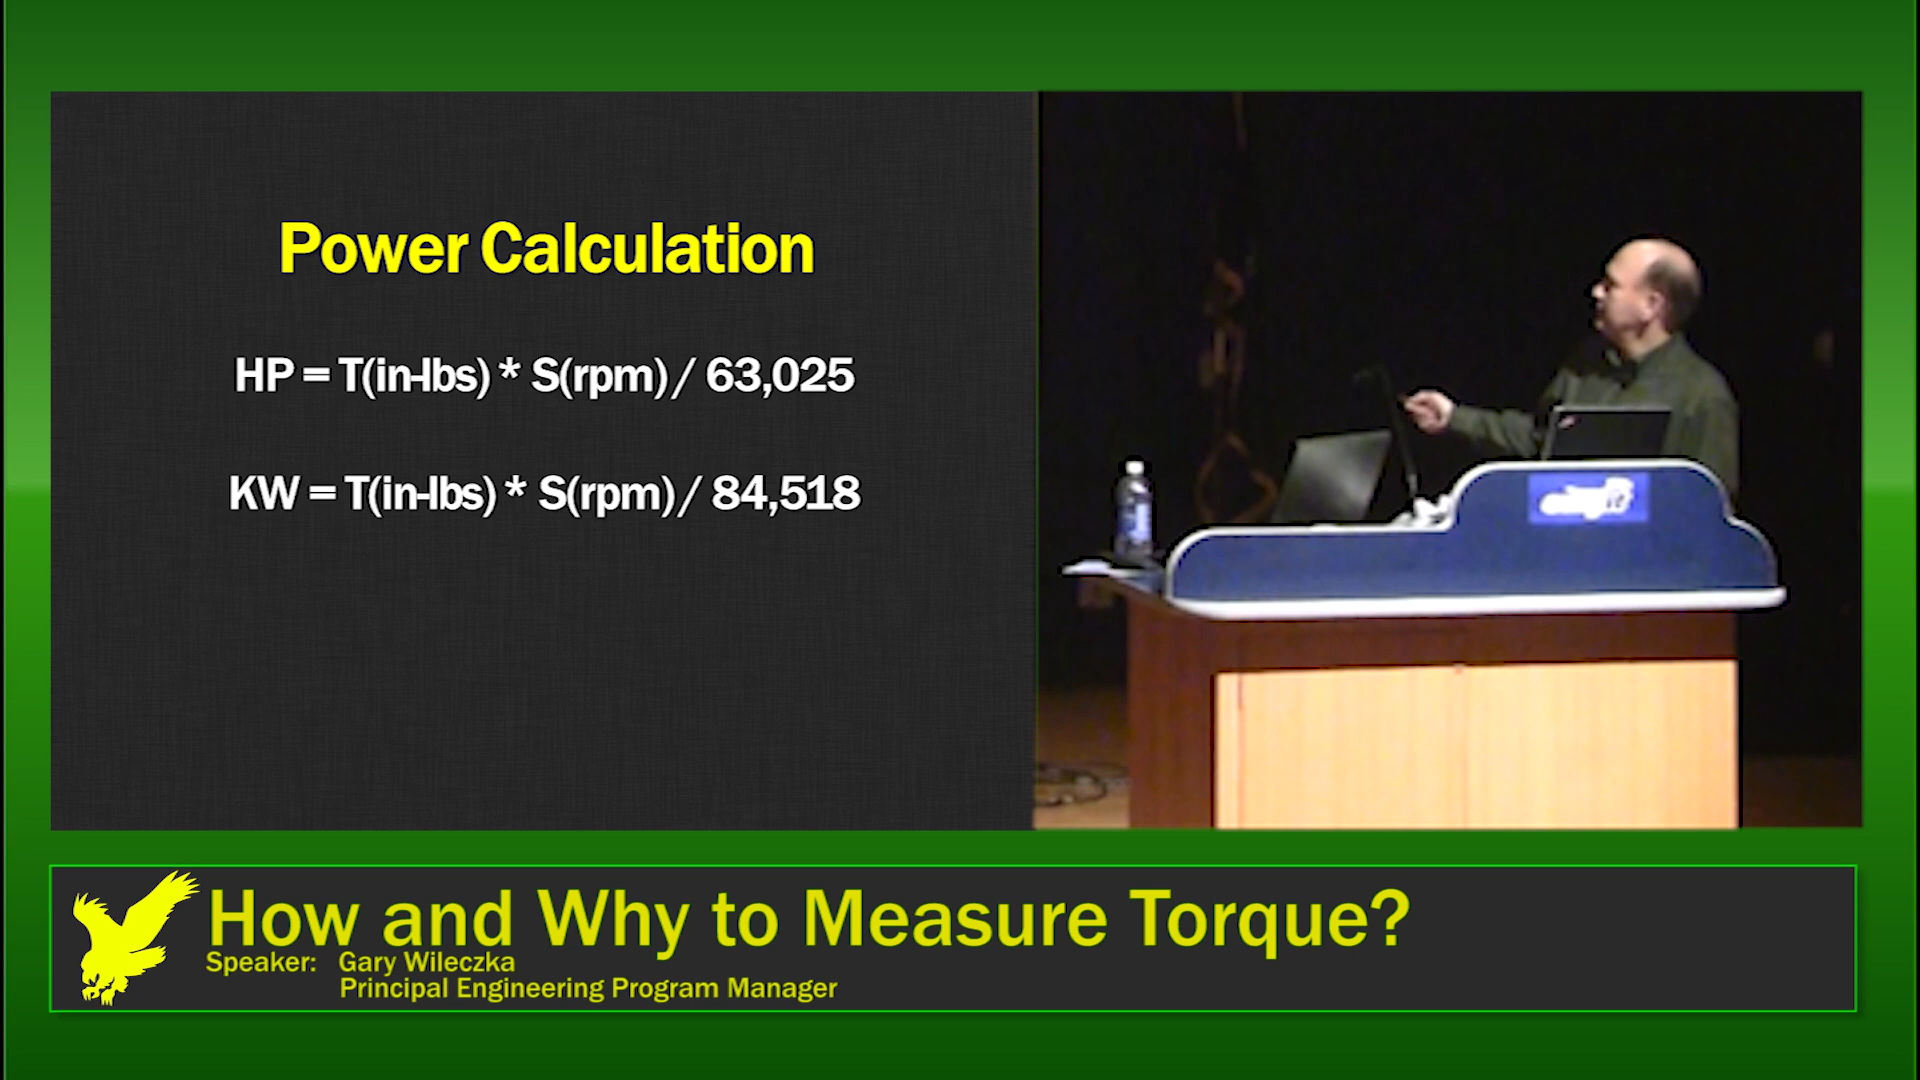 Power Calculation
HP = T(in-lbs) * S(rpm) / 63,025
KW = T(in-lbs) * S(rpm) / 84,518
How and Why to Measure Torque?
Speaker: Gary Wileczka
Principal Engineering Program Manager